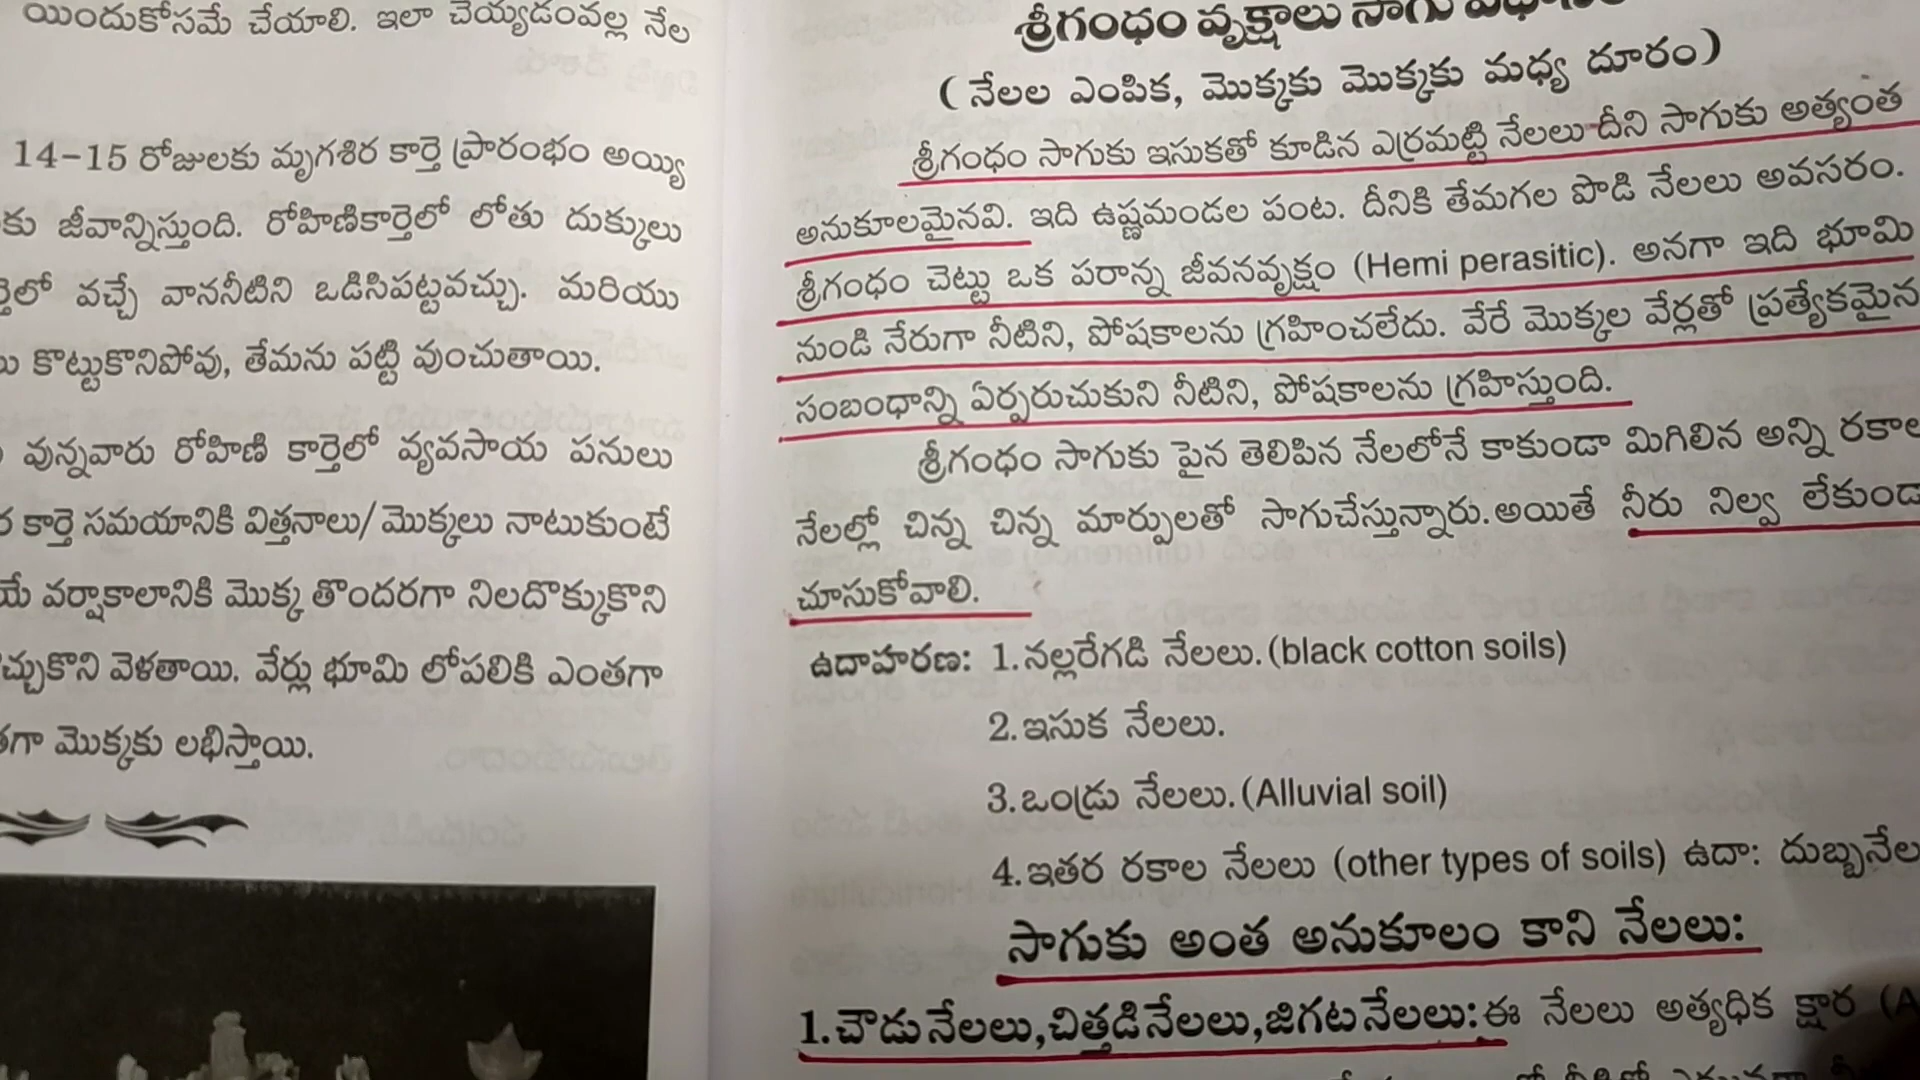 యిందుకోసమే చేయాలి. ఇలా చెయ్యడంవల్ల నేల
14-15 రోజులకు మృగశిర కార్తె ప్రారంభం అయ్యి
కు జీవాన్నిస్తుంది. రోహిణికార్తెలో లోతు దుక్కులు
వచ్చే వాననీటిని ఒడిసిపట్టవచ్చు. మరియు
కొట్టుకొనిపోవు, తేమను పట్టి వుంచుతాయి.
వున్నవారు రోహిణి కార్తెలో వ్యవసాయ పనులు
కార్తె సమయానికి విత్తనాలు/మొక్కలు నాటుకుంటే
వర్షాకాలానికి మొక్క తొందరగా నిలదొక్కుకొని
వెళతాయి. వేర్లు భూమి లోపలికి ఎంతగా
మొక్కకు లభిస్తాయి.
శ్రీగంధం వృక్షాలు సాగు
( నేలల ఎంపిక, మొక్కకు మొక్కకు మధ్య దూరం)
శ్రీగంధం సాగుకు ఇసుకతో కూడిన ఎర్రమట్టి నేలలు దీని సాగుకు అత్యంత
అనుకూలమైనవి. ఇది ఉష్ణమండల పంట. దీనికి తేమగల పొడి నేలలు అవసరం.
శ్రీగంధం చెట్టు ఒక పరాన్న జీవనవృక్షం (Hemi perasitic). అనగా ఇది భూమి
నుండి నేరుగా నీటిని, పోషకాలను గ్రహించలేదు. వేరే మొక్కల వేర్లతో ప్రత్యేకమైన
సంబంధాన్ని ఏర్పరుచుకుని నీటిని, పోషకాలను గ్రహిస్తుంది.
శ్రీగంధం సాగుకు పైన తెలిపిన నేలలోనే కాకుండా మిగిలిన అన్ని రకాల
నేలల్లో చిన్న చిన్న మార్పులతో సాగుచేస్తున్నారు.అయితే నీరు నిల్వ లేకుండా
చూసుకోవాలి.
ఉదాహరణ: 1.నల్లరేగడి నేలలు.(black cotton soils)
2.ఇసుక నేలలు.
3.ఒండ్రు నేలలు.(Alluvial soil)
4.ఇతర రకాల నేలలు (other types of soils) ఉదా: దుబ్బనేల
సాగుకు అంత అనుకూలం కాని నేలలు:
1.చౌడునేలలు,చిత్తడినేలలు,జిగటనేలలు:ఈ నేలలు అత్యధిక క్షార